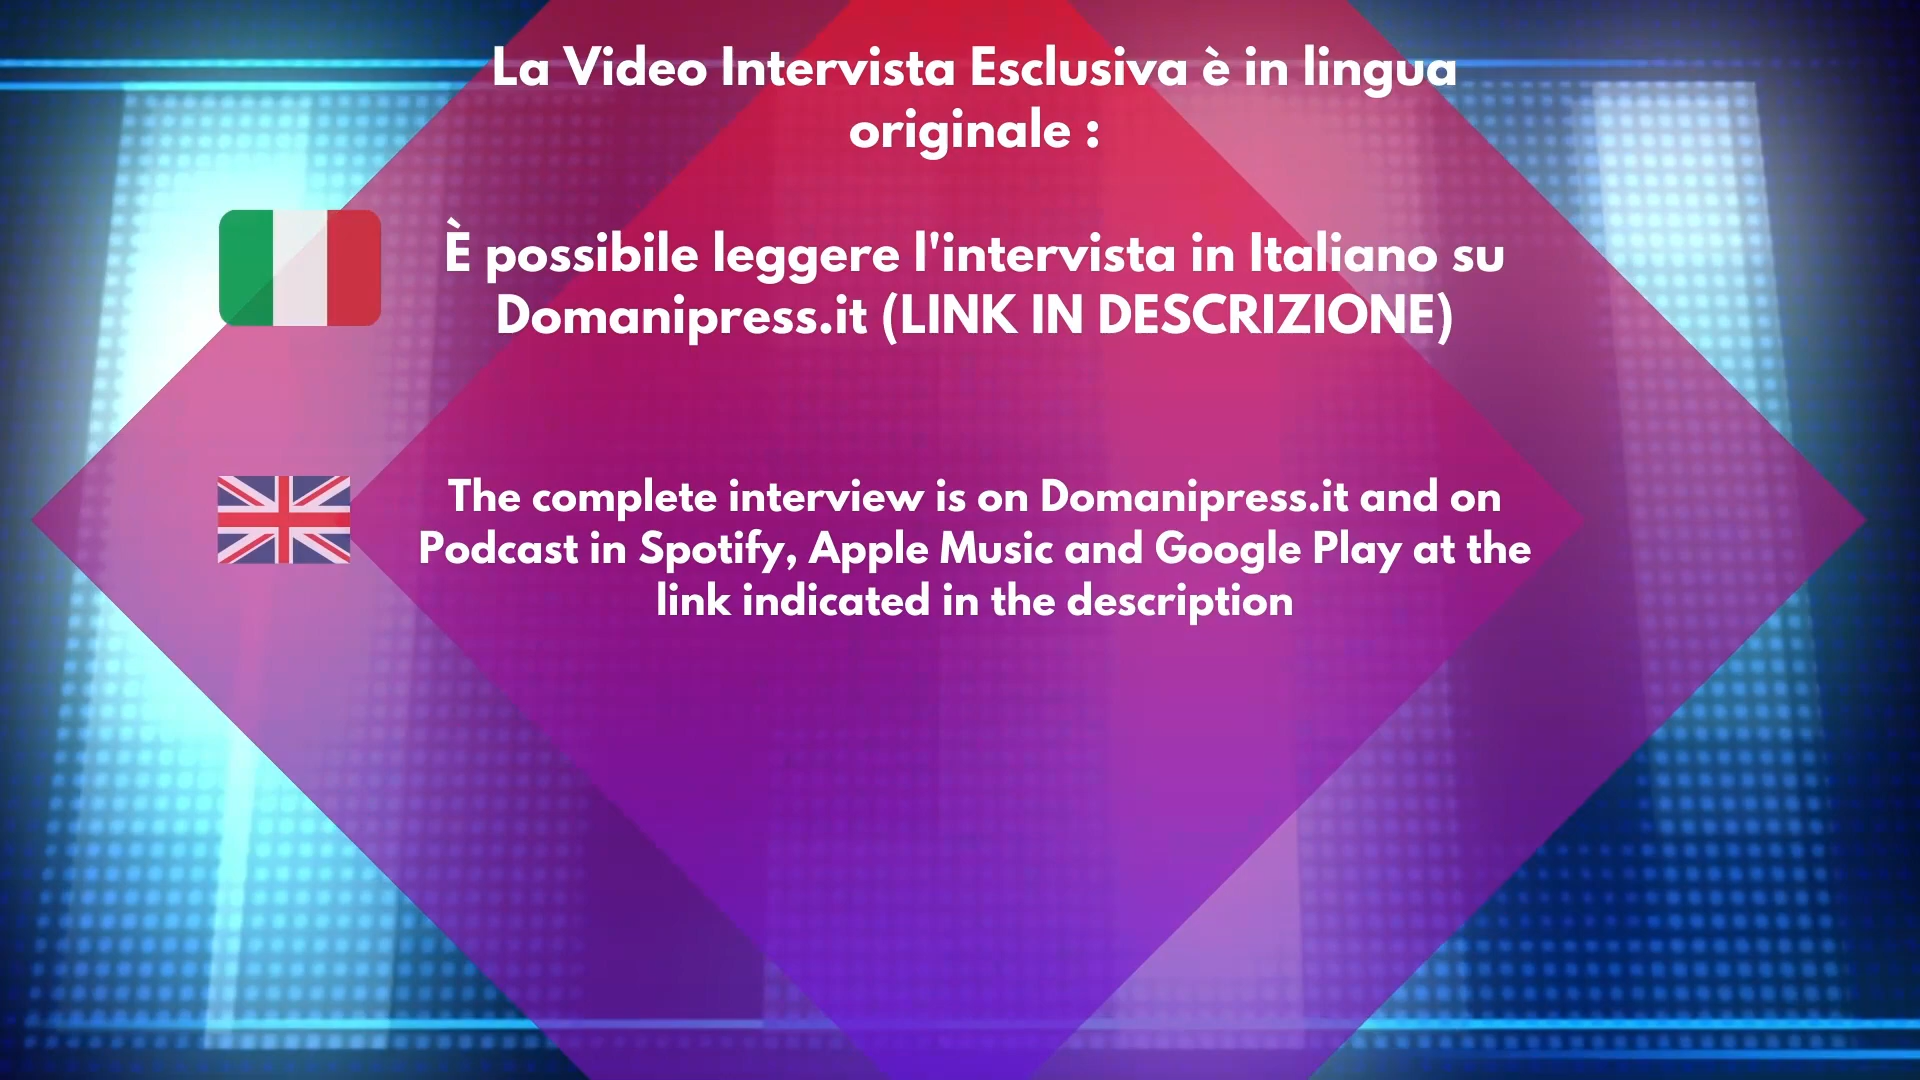 La Video Intervista Esclusiva è in lingua
originale :
È possibile leggere l'intervista in Italiano su
Domanipress.it (LINK IN DESCRIZIONE)
The complete interview is on Domanipress.it and on
Podcast in Spotify, Apple Music and Google Play at the
link indicated in the description